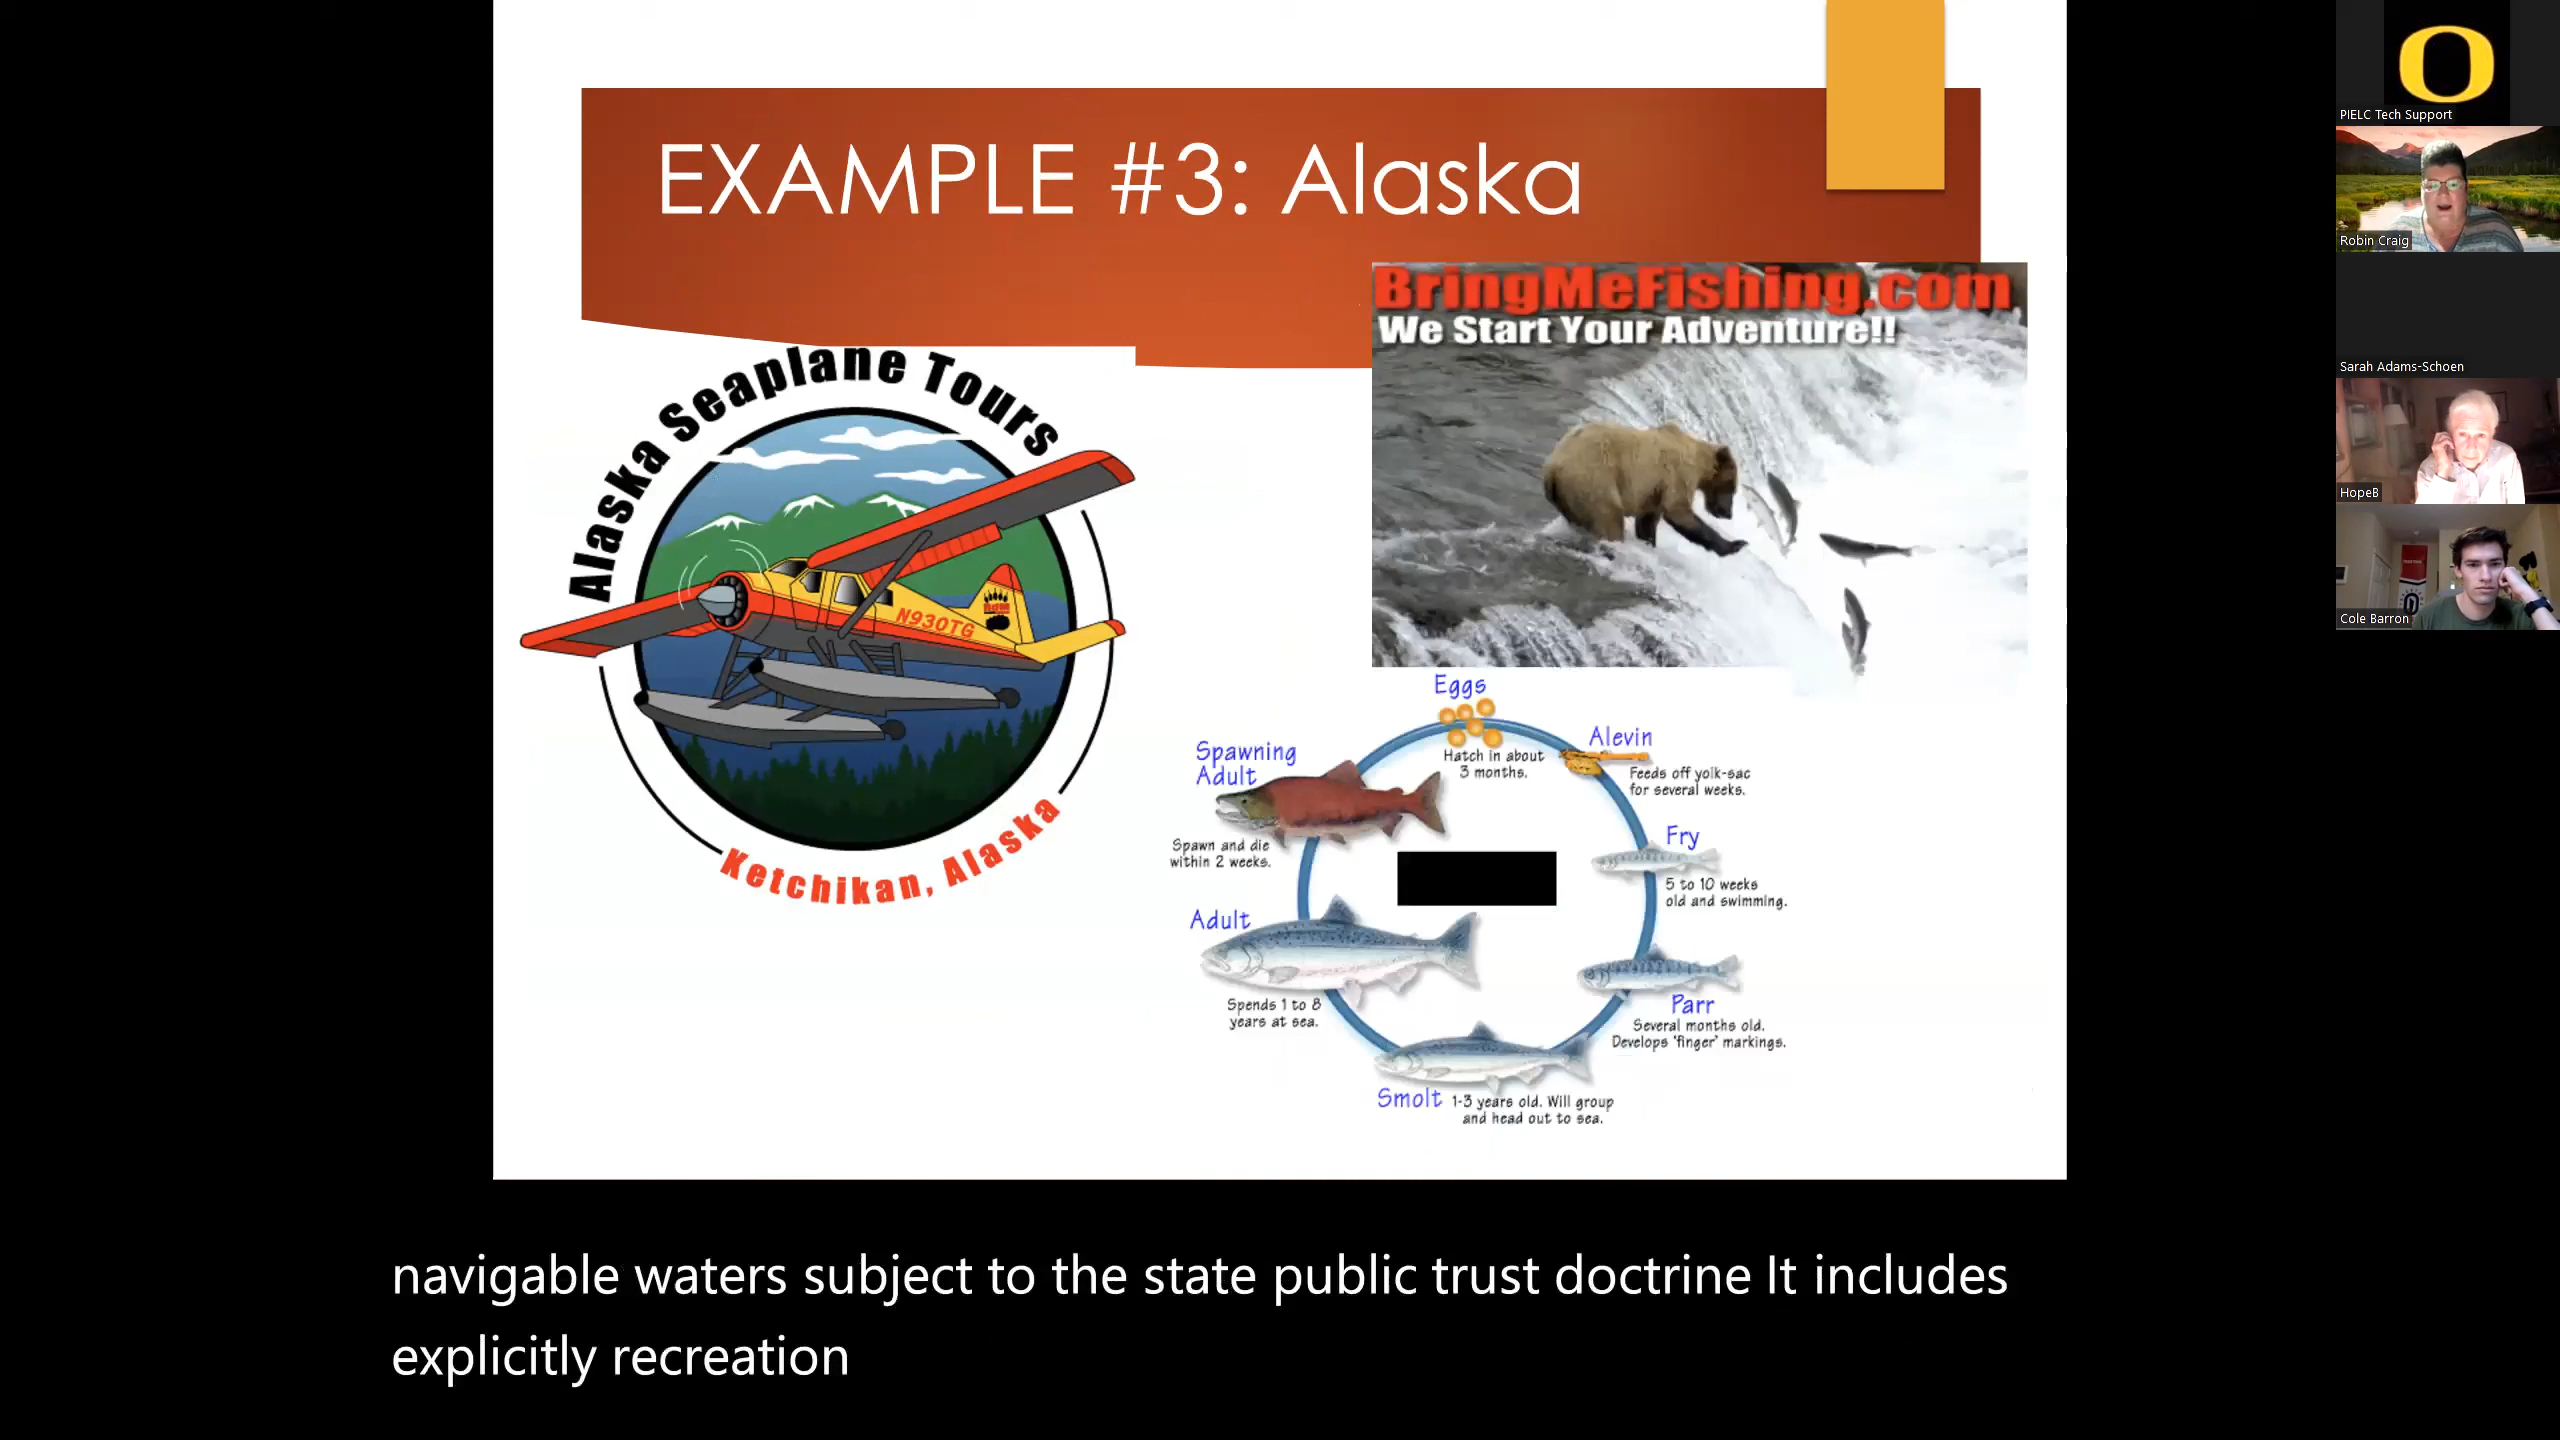 EXAMPLE #3: Alaska
BringMeFishing.com
We Start Your Adventure!!
Alaska Seaplane Tours
N930TG
Ketchikan, Alaska
Eggs
Hatch in about
3 months.
Alevin
Feeds off yolk-sac
for several weeks.
Fry
5 to 10 weeks
old and swimming.
Parr
Several months old.
Develops 'finger' markings.
Smolt
1-3 years old. Will group
and head out to sea.
Adult
Spends 1 to 8
years at sea.
Spawning
Adult
Spawn and die
within 2 weeks.
navigable waters subject to the state public trust doctrine It includes
explicitly recreation
O
PIELC Tech Support
Robin Craig
Sarah Adams-Schoen
HopeB
Cole Barron